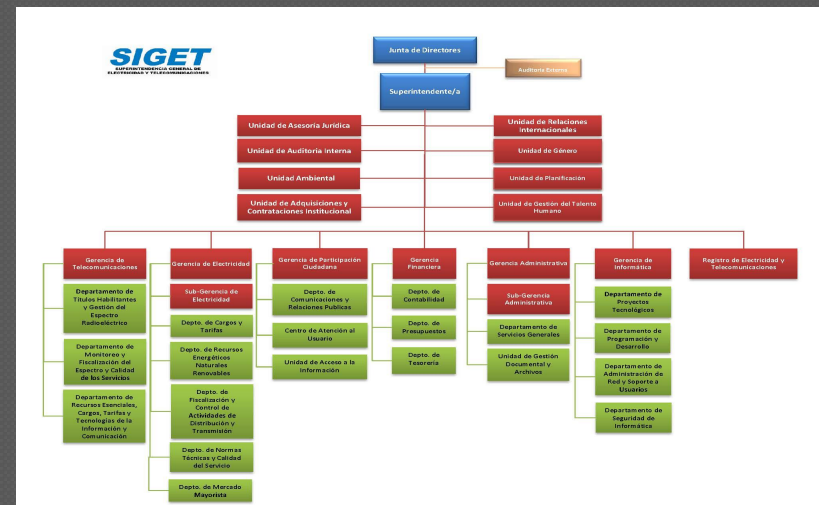 SIGET
SUPERINTENDENCIA GENERAL DE
ELECTRICIDAD Y TELECOMUNICACIONES
Junta de Directores
Auditoria Externa
Superintendente/a
Unidad de Asesoría Jurídica
Unidad de Relaciones
Internacionales
Unidad de Auditoría Interna
Unidad de Género
Unidad Ambiental
Unidad de Planificación
Unidad de Adquisiciones y
Contrataciones Institucional
Unidad de Gestión del Talento
Humano
Gerencia de
Telecomunicaciones
Departamento de
Títulos Habilitantes
y Gestión del
Espectro
Radioeléctrico
Departamento de
Monitoreo y
Fiscalización del
Espectro y Calidad
de los Servicios
Departamento de
Recursos Esenciales,
Cargos, Tarifas y
Tecnologías de la
Información y
Comunicación
Gerencia de Electricidad
Sub-Gerencia de
Electricidad
Depto. de Cargos y
Tarifas
Depto. de Recursos
Energéticos
Naturales
Renovables
Depto. de
Fiscalización y
Control de
Actividades de
Distribución y
Transmisión
Depto. de Normas
Técnicas y Calidad
del Servicio
Depto. de Mercado
Mayorista
Gerencia de Participación
Ciudadana
Depto. de
Comunicaciones y
Relaciones Publicas
Centro de Atención al
Usuario
Unidad de Acceso a la
Información
Gerencia
Financiera
Depto. de
Contabilidad
Depto. de
Presupuestos
Depto. de
Tesorería
Gerencia Administrativa
Sub-Gerencia
Administrativa
Departamento de
Servicios Generales
Unidad de Gestión
Documental y
Archivos
Gerencia de
Informática
Departamento de
Proyectos
Tecnológicos
Departamento de
Programación y
Desarrollo
Departamento de
Administración de
Red y Soporte a
Usuarios
Departamento de
Seguridad de
Informática
Registro de Electricidad y
Telecomunicaciones